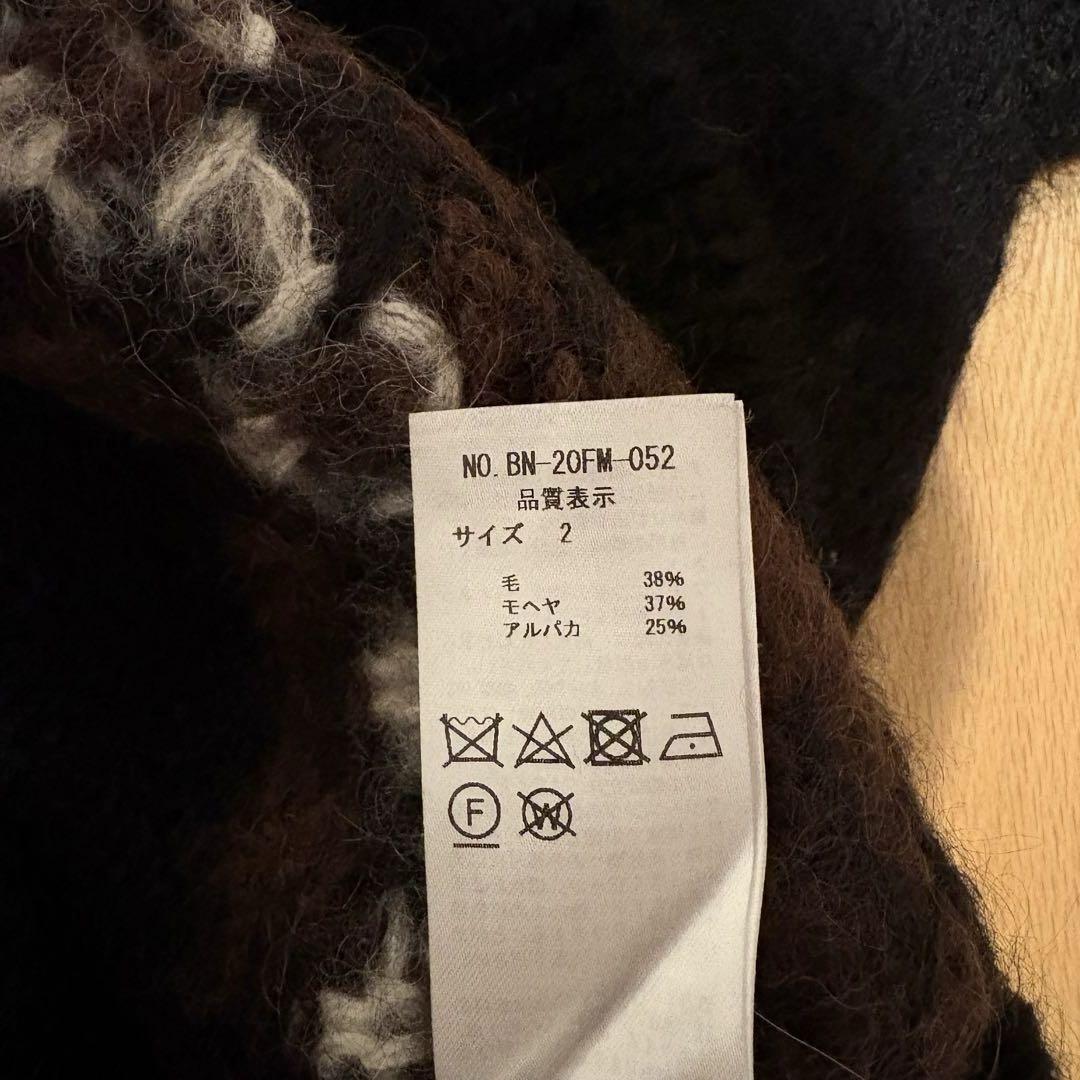 NO. BN-20FM-052
品質表示
サイズ 2
毛 38%
モヘヤ 37%
アルパカ 25%
F W